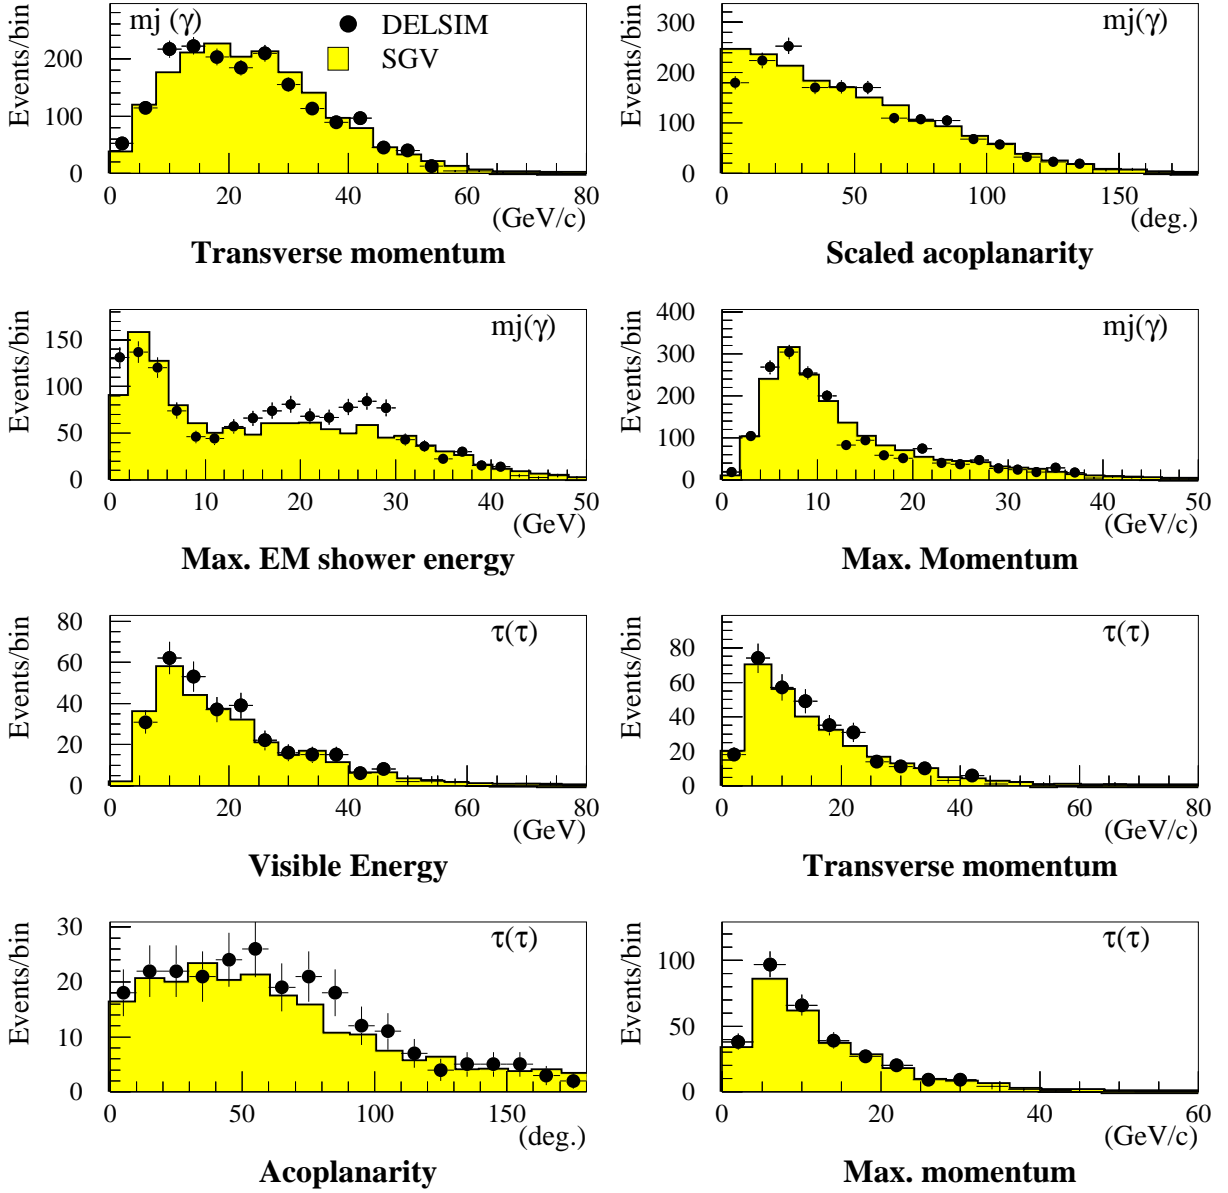 mj (γ)
DELSIM
SGV
Events/bin
200
100
0
0 20 40 60 80
(GeV/c)
Transverse momentum
mj(γ)
Events/bin
300
200
100
0
0 50 100 150
(deg.)
Scaled acoplanarity
mj(γ)
Events/bin
150
100
50
0
0 10 20 30 40 50
(GeV)
Max. EM shower energy
mj(γ)
Events/bin
400
300
200
100
0
0 10 20 30 40 50
(GeV/c)
Max. Momentum
τ(τ)
Events/bin
80
60
40
20
0
0 20 40 60 80
(GeV)
Visible Energy
τ(τ)
Events/bin
80
60
40
20
0
0 20 40 60 80
(GeV/c)
Transverse momentum
τ(τ)
Events/bin
30
20
10
0
0 50 100 150
(deg.)
Acoplanarity
τ(τ)
Events/bin
100
50
0
0 20 40 60
(GeV/c)
Max. momentum